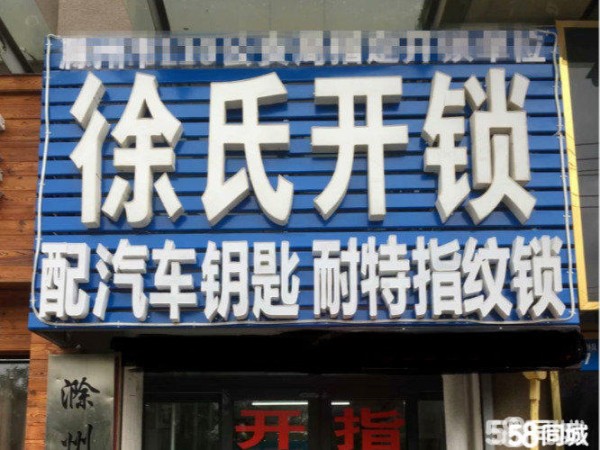 徐氏开锁
配汽车钥匙 耐特指纹锁
滁州
开指
58同城